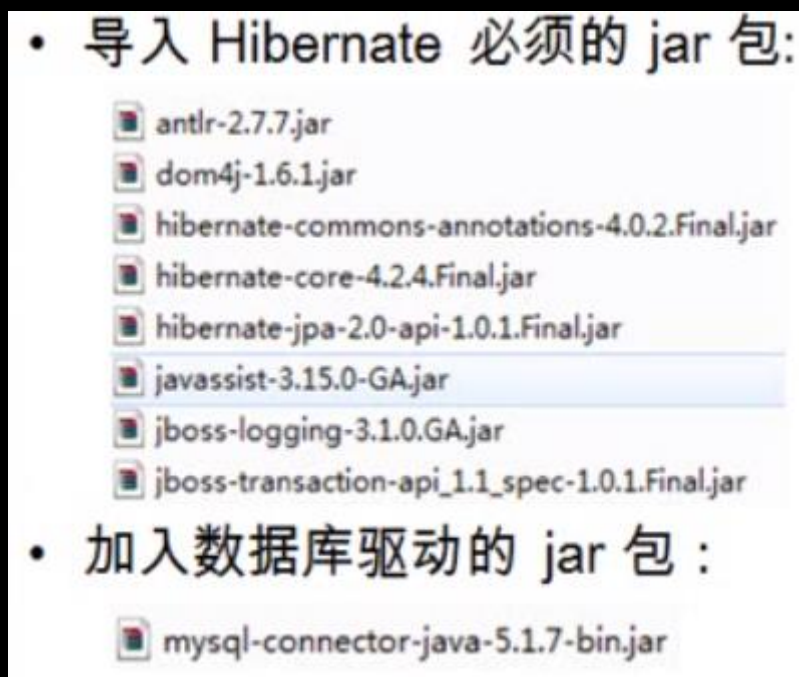 • 导入 Hibernate 必须的 jar 包:
antlr-2.7.7.jar
dom4j-1.6.1.jar
hibernate-commons-annotations-4.0.2.Final.jar
hibernate-core-4.2.4.Final.jar
hibernate-jpa-2.0-api-1.0.1.Final.jar
javassist-3.15.0-GA.jar
jboss-logging-3.1.0.GA.jar
jboss-transaction-api_1.1_spec-1.0.1.Final.jar
• 加入数据库驱动的 jar 包：
mysql-connector-java-5.1.7-bin.jar